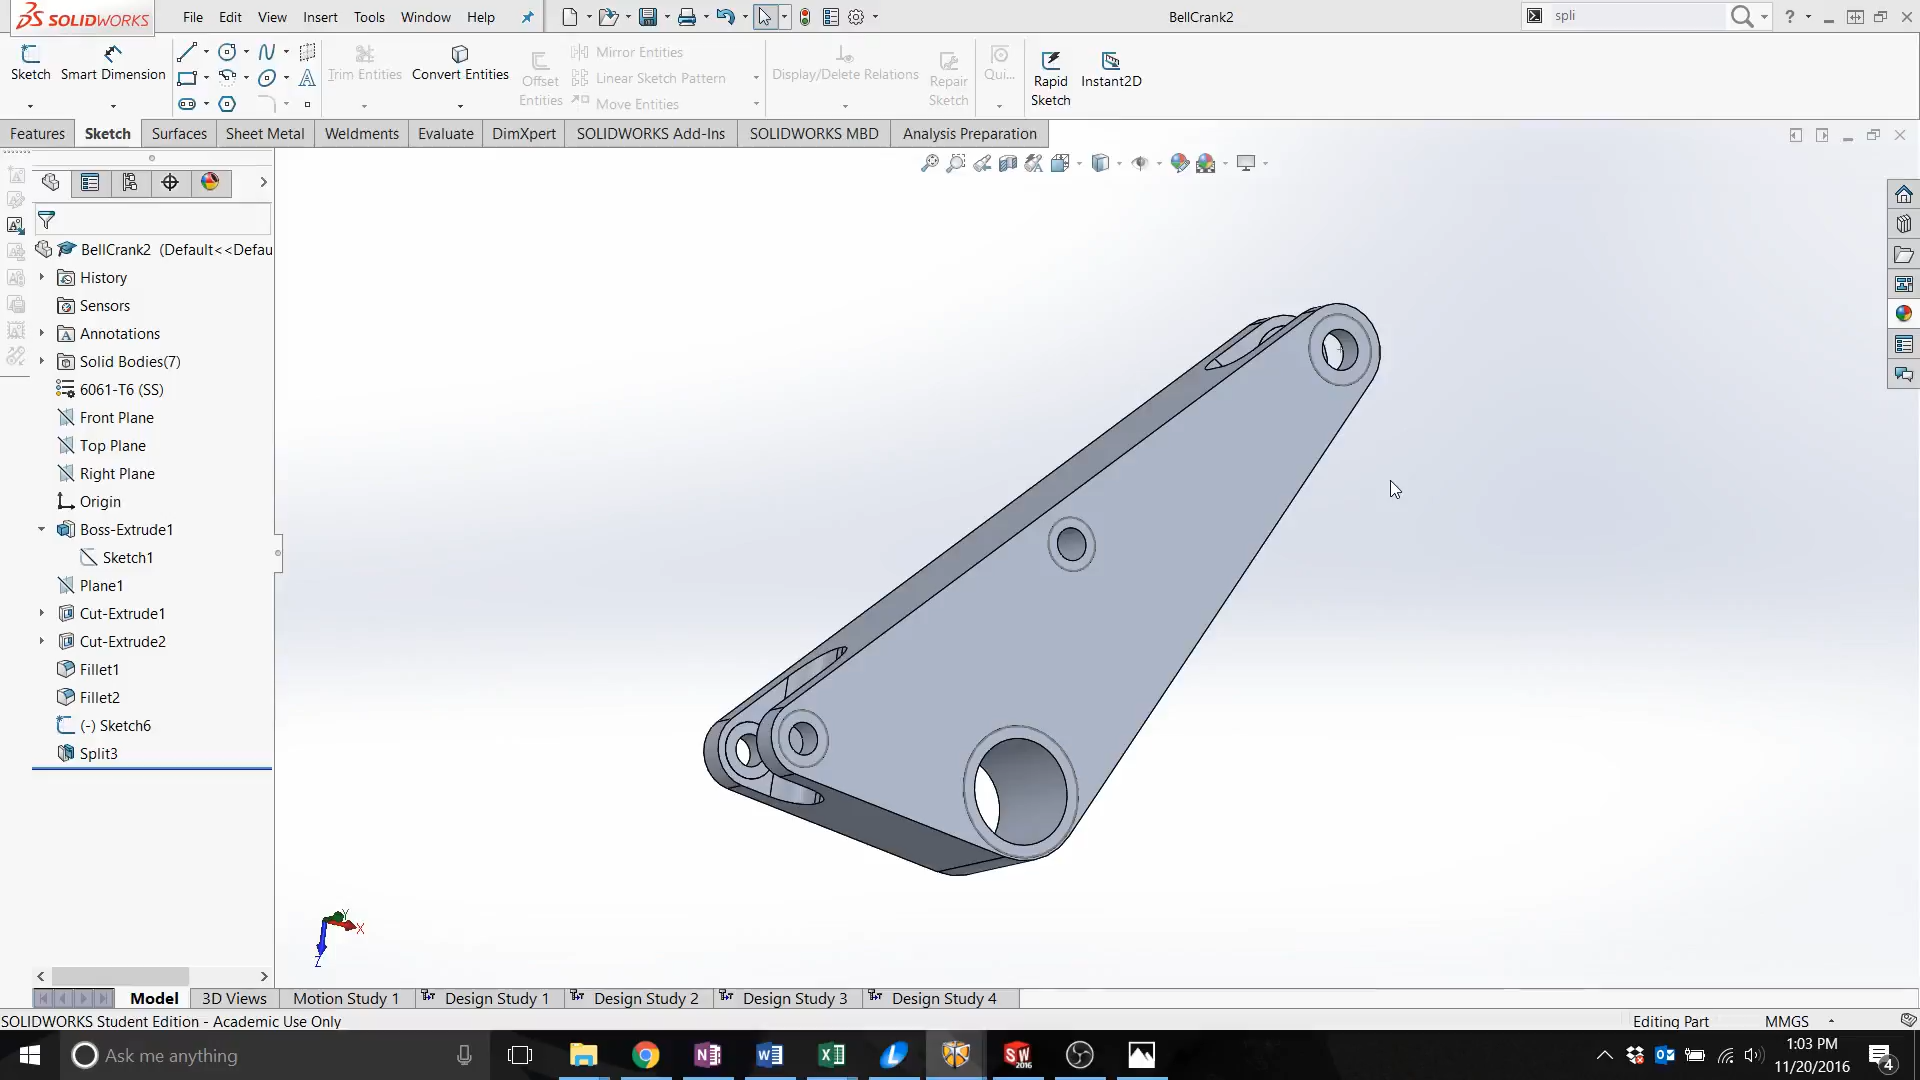 SOLIDWORKS
File Edit View Insert Tools Window Help
BellCrank2
spli
Sketch
Smart Dimension
Trim Entities
Convert Entities
Offset Entities
Mirror Entities
Linear Sketch Pattern
Move Entities
Display/Delete Relations
Repair Sketch
Qui...
Rapid Sketch
Instant2D
Features Sketch Surfaces Sheet Metal Weldments Evaluate DimXpert SOLIDWORKS Add-Ins SOLIDWORKS MBD Analysis Preparation
BellCrank2 (Default<<Defau
History
Sensors
Annotations
Solid Bodies(7)
6061-T6 (SS)
Front Plane
Top Plane
Right Plane
Origin
Boss-Extrude1
Sketch1
Plane1
Cut-Extrude1
Cut-Extrude2
Fillet1
Fillet2
(-) Sketch6
Split3
Y
X
Z
Model 3D Views Motion Study 1 Design Study 1 Design Study 2 Design Study 3 Design Study 4
SOLIDWORKS Student Edition - Academic Use Only
Editing Part
MMGS
Ask me anything
SW 2016
1:03 PM
11/20/2016
4